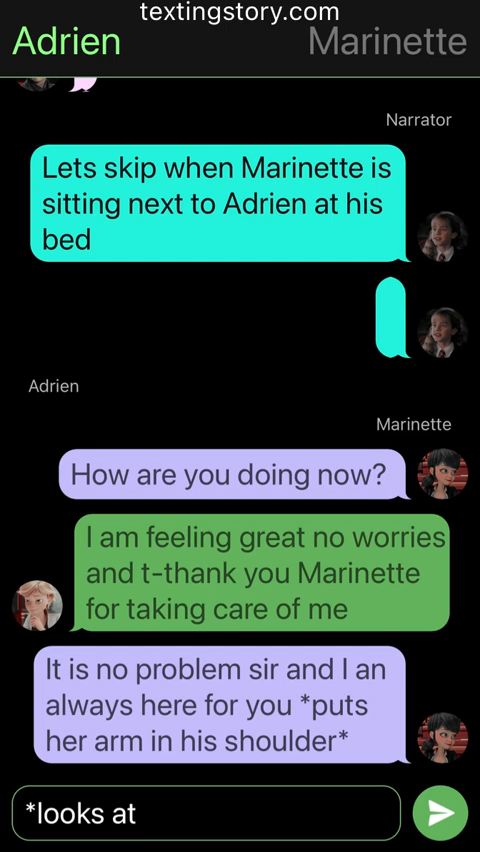 textingstory.com
Adrien
Marinette
Narrator
Lets skip when Marinette is
sitting next to Adrien at his
bed
Adrien
Marinette
How are you doing now?
I am feeling great no worries
and t-thank you Marinette
for taking care of me
It is no problem sir and I an
always here for you *puts
her arm in his shoulder*
*looks at